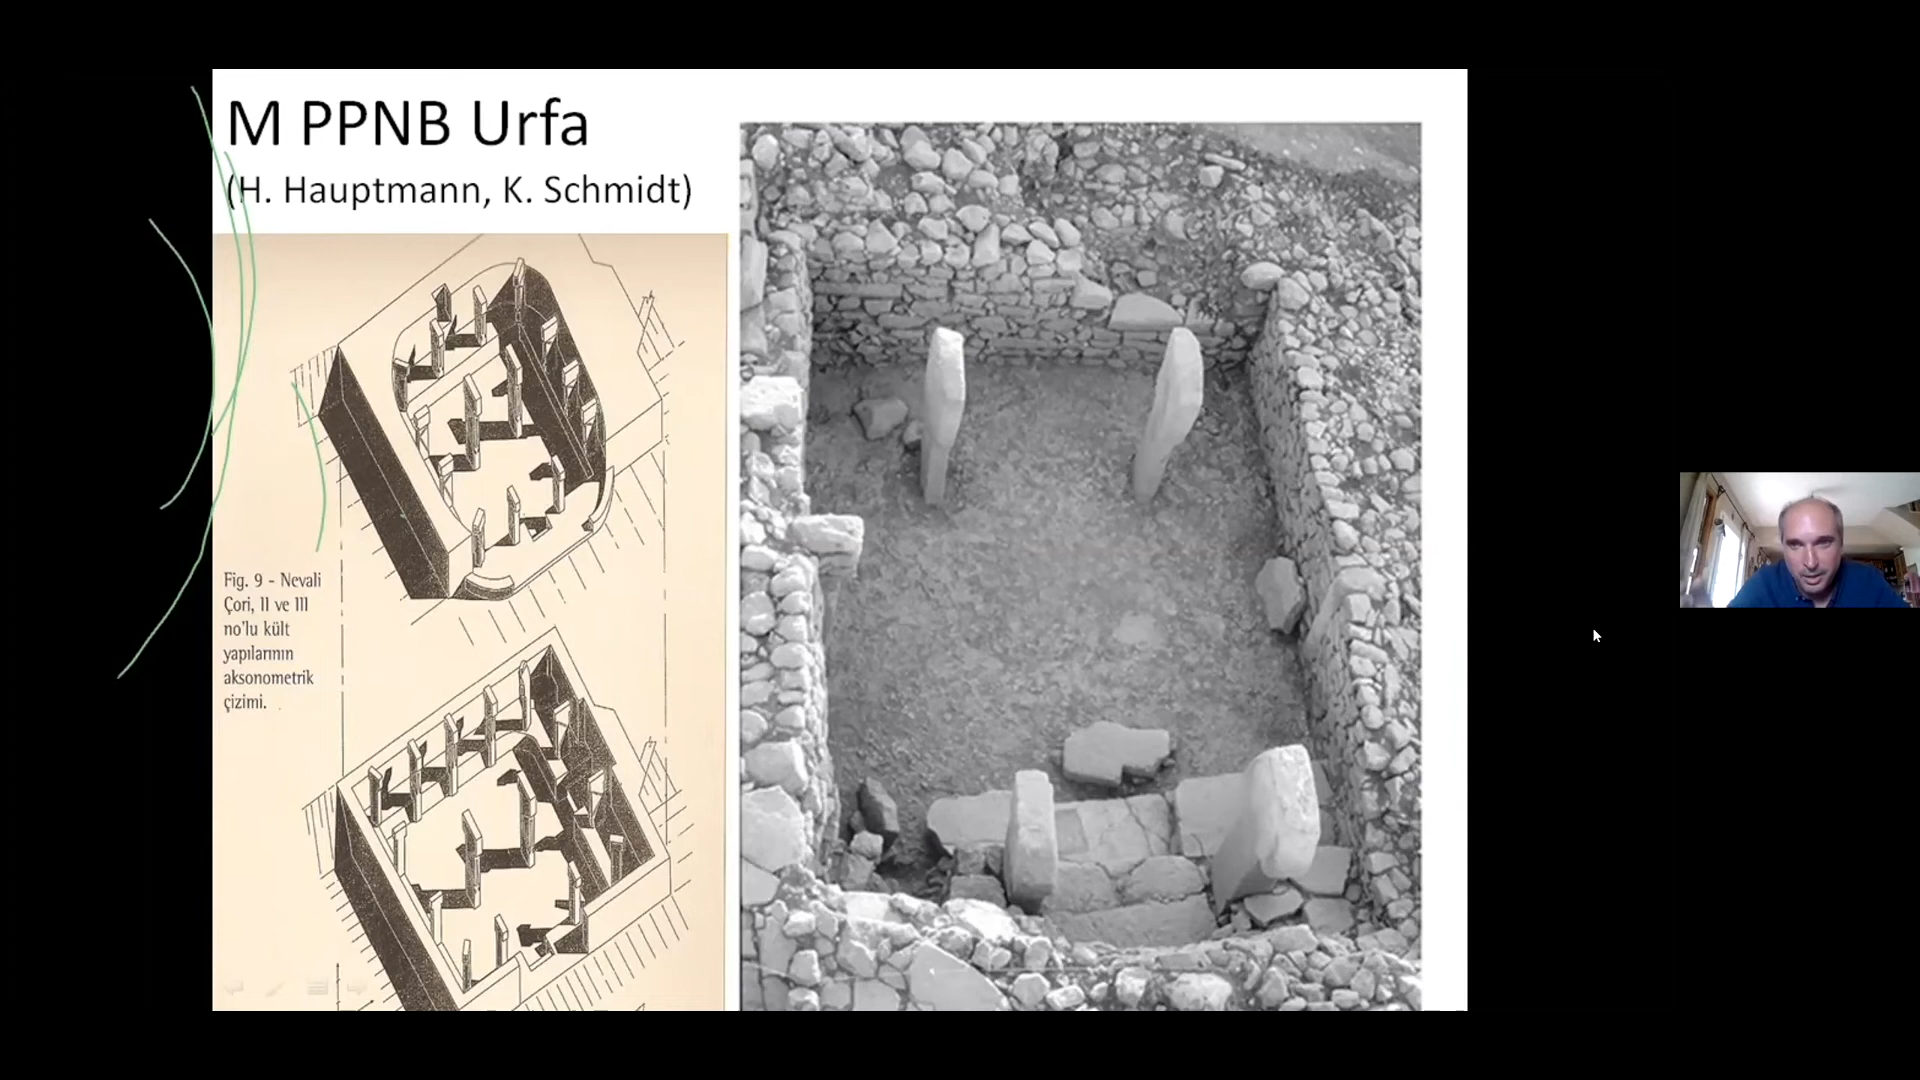 M PPNB Urfa
(H. Hauptmann, K. Schmidt)
Fig. 9 - Nevali
Çori, II ve III
no'lu kült
yapılarının
aksonometrik
çizimi.